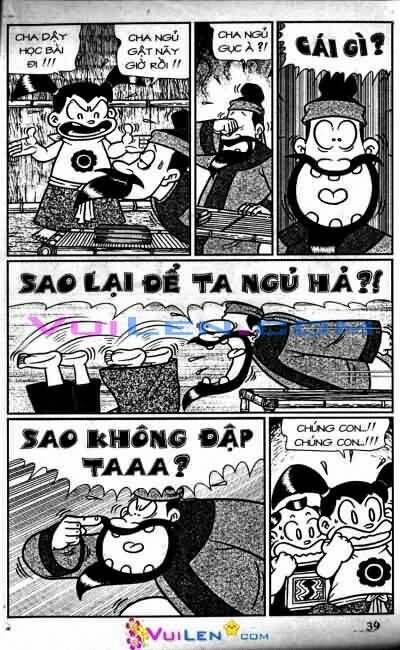 CHA DẬY
HỌC BÀI
ĐI !!!
CHA NGỦ
GẬT NÃY
GIỜ RỒI !!
CHA NGỦ
GỤC À ?!
CÁI GÌ?
SAO LẠI ĐỂ TA NGỦ HẢ?!
VUILEN.COM
SAO KHÔNG ĐẬP
TAAA?
CHÚNG CON..!!
CHÚNG CON...!!!
39
VUILEN.COM